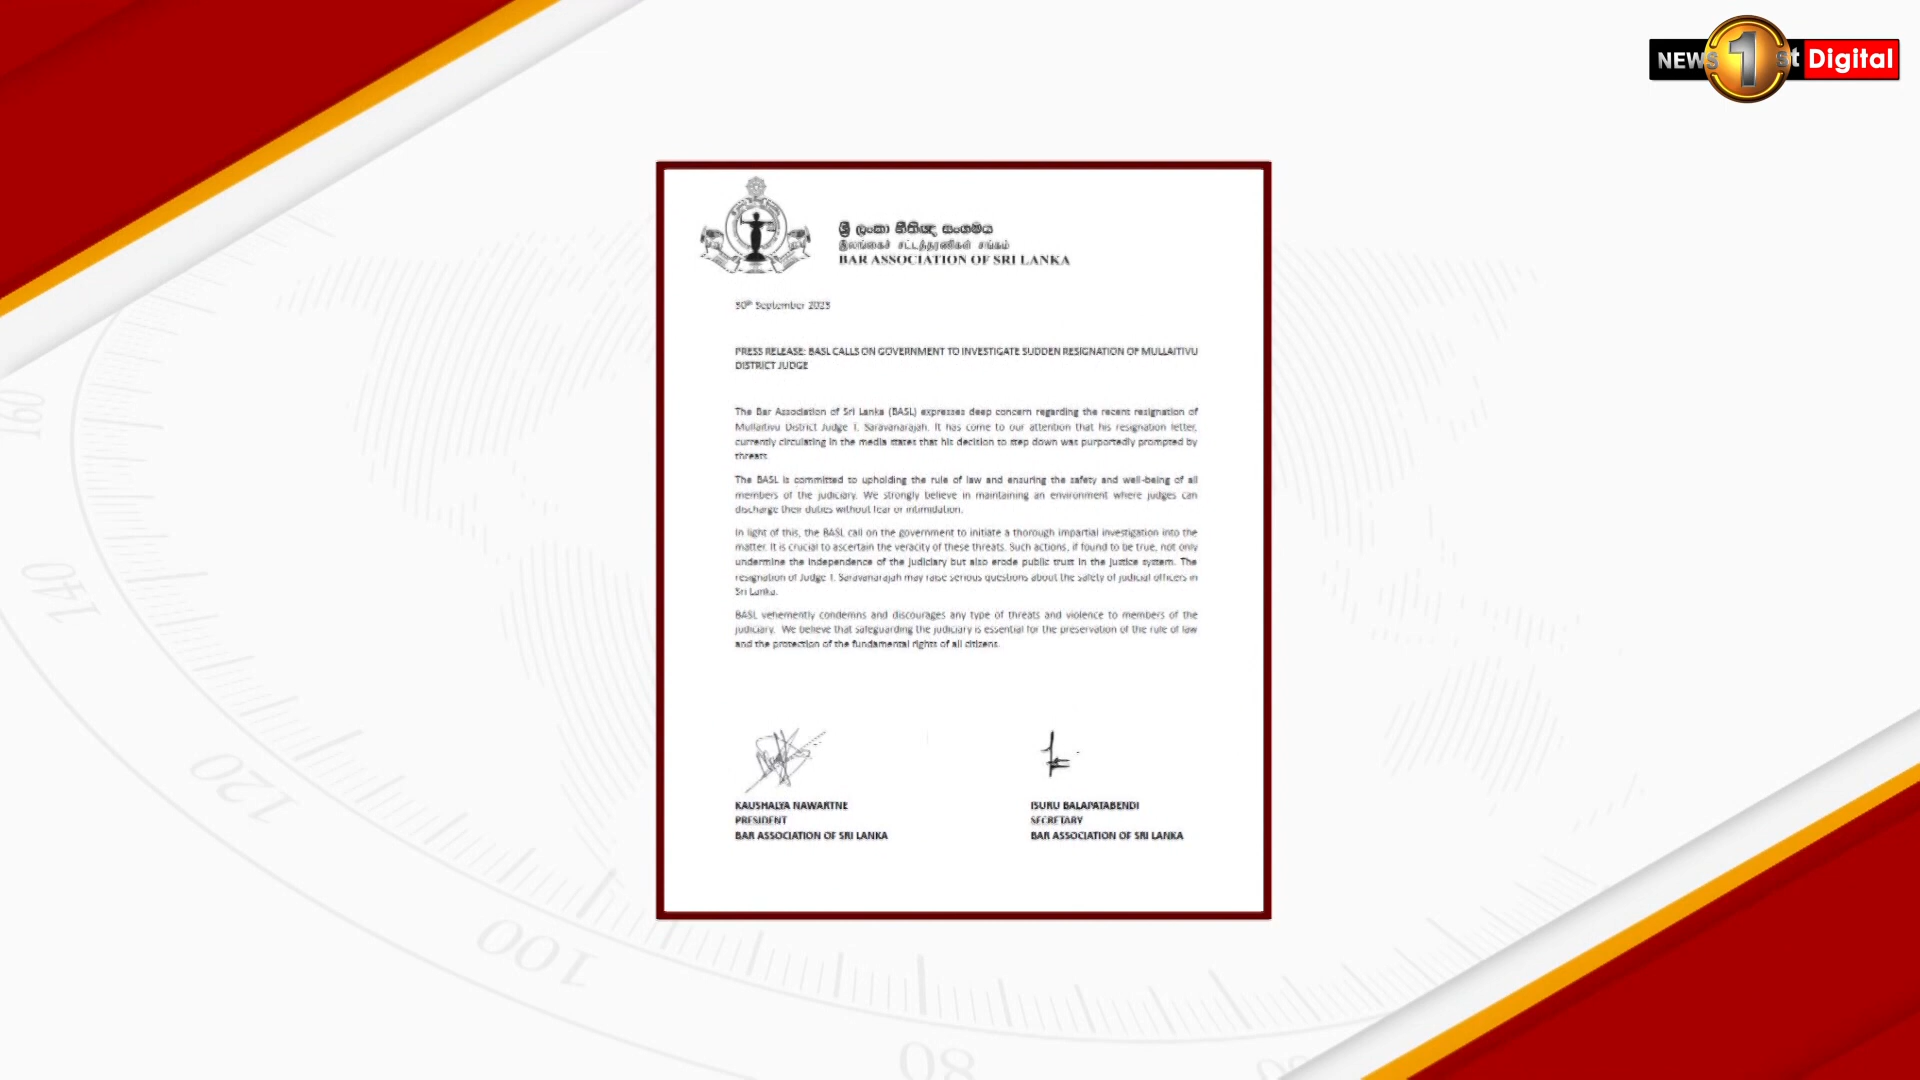 NEWS 1st Digital
ශ්‍රී ලංකා නීතිඥ සංගමය
இலங்கைச் சட்டத்தரணிகள் சங்கம்
BAR ASSOCIATION OF SRI LANKA
30th September 2023
PRESS RELEASE: BASL CALLS ON GOVERNMENT TO INVESTIGATE SUDDEN RESIGNATION OF MULLAITIVU
DISTRICT JUDGE
The Bar Association of Sri Lanka (BASL) expresses deep concern regarding the recent resignation of
Mullaitivu District Judge T. Saravanarajah. It has come to our attention that his resignation letter,
currently circulating in the media states that his decision to step down was purportedly prompted by
threats.
The BASL is committed to upholding the rule of law and ensuring the safety and well-being of all
members of the judiciary. We strongly believe in maintaining an environment where judges can
discharge their duties without fear or intimidation.
In light of this, the BASL call on the government to initiate a thorough impartial investigation into the
matter. It is crucial to ascertain the veracity of these threats. Such actions, if found to be true, not only
undermine the independence of the judiciary but also erode public trust in the justice system. The
resignation of Judge T. Saravanarajah may raise serious questions about the safety of judicial officers in
Sri Lanka.
BASL vehemently condemns and discourages any type of threats and violence to members of the
judiciary. We believe that safeguarding the judiciary is essential for the preservation of the rule of law
and the protection of the fundamental rights of all citizens.
KAUSHALYA NAWARTNE
PRESIDENT
BAR ASSOCIATION OF SRI LANKA
ISURU BALAPATABENDI
SECRETARY
BAR ASSOCIATION OF SRI LANKA
160
140
120
100
80